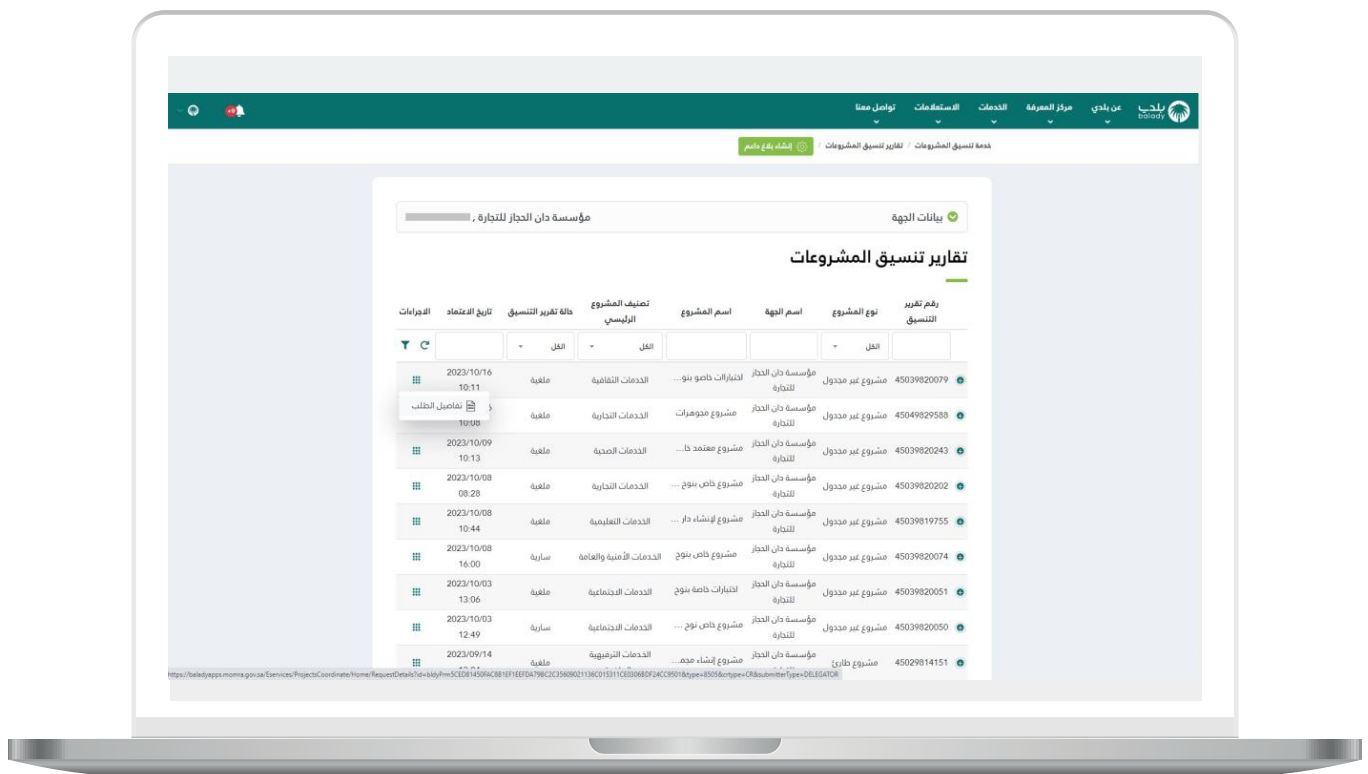 بلدي
balady
عن بلدي
مركز المعرفة
الخدمات
الاستعلامات
تواصل معنا
خدمة تنسيق المشروعات / تقارير تنسيق المشروعات / إنشاء بلاغ داعم
بيانات الجهة
مؤسسة دان الحجاز للتجارة ,
تقارير تنسيق المشروعات
رقم تقرير التنسيق نوع المشروع اسم الجهة اسم المشروع تصنيف المشروع الرئيسي حالة تقرير التنسيق تاريخ الاعتماد الاجراءات
الكل الكل الكل
45039820079 مشروع غير مجدول مؤسسة دان الحجاز للتجارة اختباراات خاصو بنو... الخدمات الثقافية ملغية 2023/10/16 10:11
تفاصيل الطلب
45049829588 مشروع غير مجدول مؤسسة دان الحجاز للتجارة مشروع مجوهرات الخدمات التجارية ملغية 10:08
45039820243 مشروع غير مجدول مؤسسة دان الحجاز للتجارة مشروع معتمد خا... الخدمات الصحية ملغية 2023/10/09 10:13
45039820202 مشروع غير مجدول مؤسسة دان الحجاز للتجارة مشروع خاص بنوح ... الخدمات التجارية ملغية 2023/10/08 08:28
45039819755 مشروع غير مجدول مؤسسة دان الحجاز للتجارة مشروع لإنشاء دار ... الخدمات التعليمية ملغية 2023/10/08 10:44
45039820074 مشروع غير مجدول مؤسسة دان الحجاز للتجارة مشروع خاص بنوح الخدمات الأمنية والعامة سارية 2023/10/08 16:00
45039820051 مشروع غير مجدول مؤسسة دان الحجاز للتجارة اختبارات خاصة بنوح الخدمات الاجتماعية ملغية 2023/10/03 13:06
45039820050 مشروع غير مجدول مؤسسة دان الحجاز للتجارة مشروع خاص نوح ... الخدمات الاجتماعية سارية 2023/10/03 12:49
45029814151 مشروع طارئ مؤسسة دان الحجاز للتجارة مشروع إنشاء مجم... الخدمات الترفيهية ملغية 2023/09/14